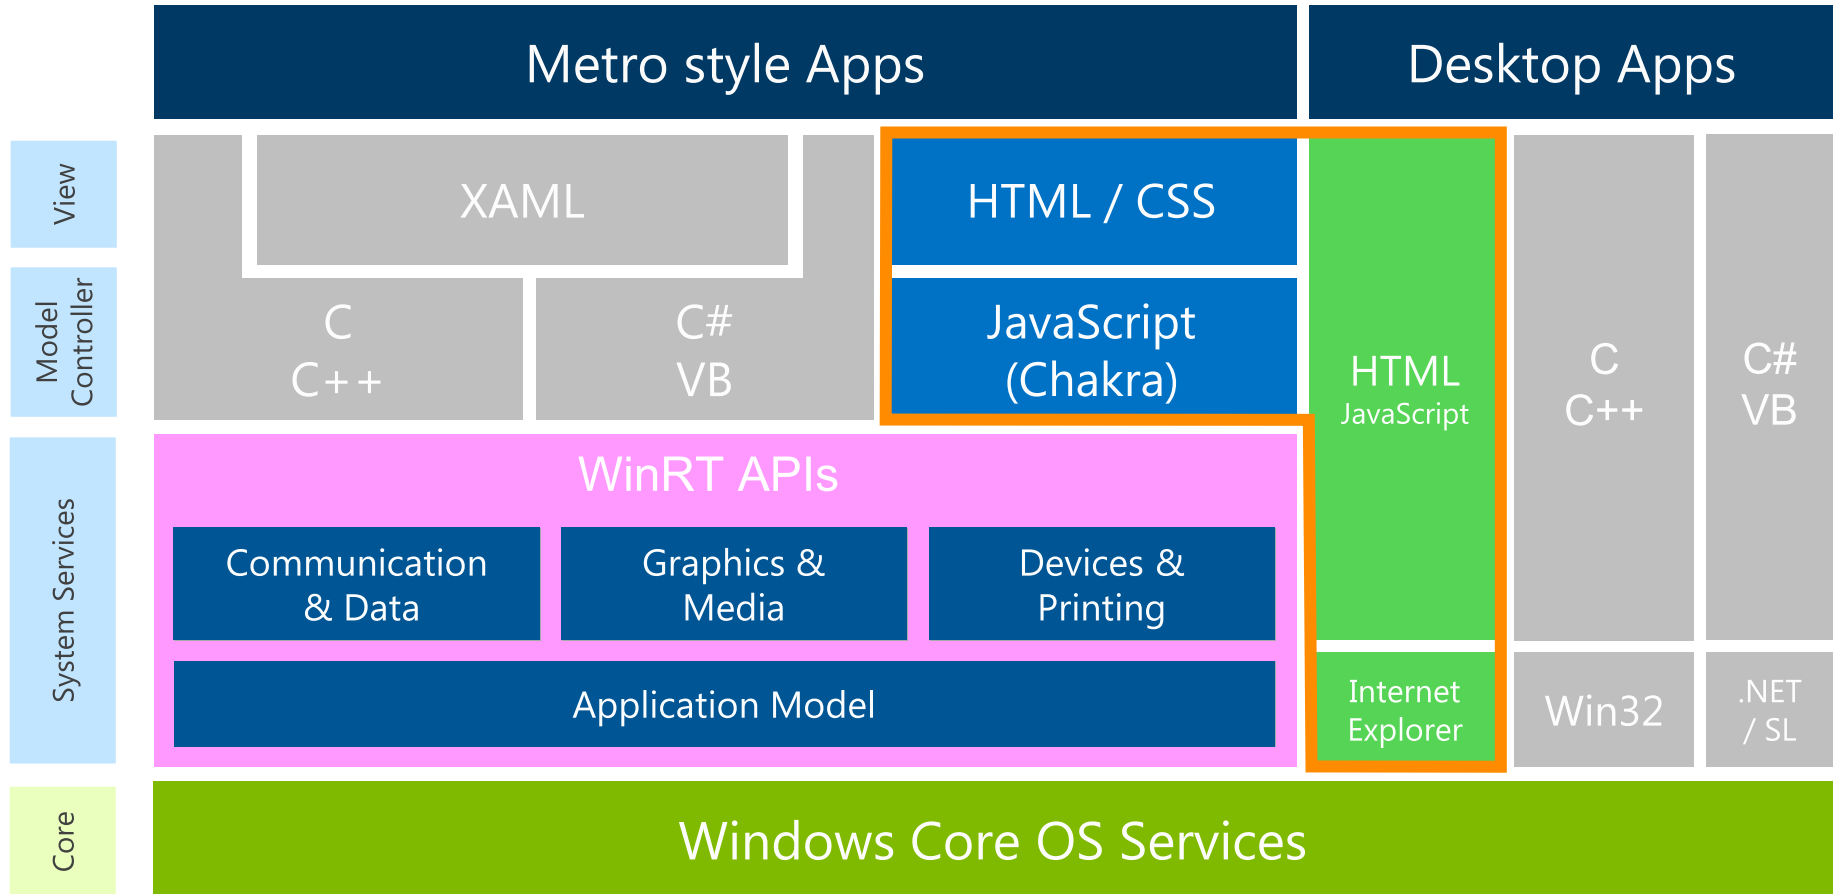 Metro style Apps
Desktop Apps
View
XAML
HTML / CSS
Model
Controller
C
C++
C#
VB
JavaScript
(Chakra)
HTML
JavaScript
C
C++
C#
VB
System Services
WinRT APIs
Communication
& Data
Graphics &
Media
Devices &
Printing
Application Model
Internet
Explorer
Win32
.NET
/ SL
Core
Windows Core OS Services